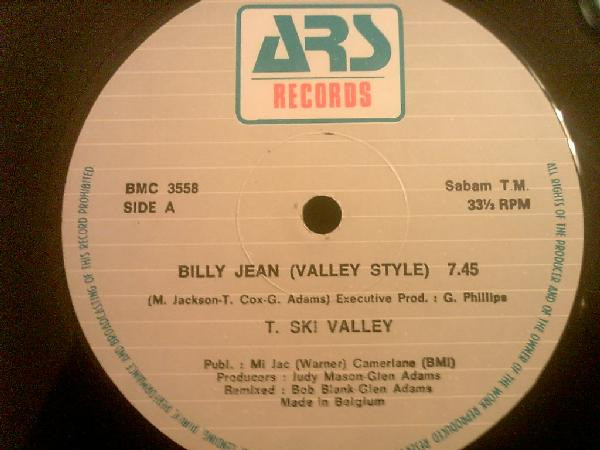 ARS
RECORDS
BMC 3558
SIDE A
Sabam T.M.
33⅓ RPM
BILLY JEAN (VALLEY STYLE) 7.45
(M. Jackson-T. Cox-G. Adams) Executive Prod. : G. Phillips
T. SKI VALLEY
Publ. : Mi Jac (Warner) Camerlane (BMI)
Producers : Judy Mason-Glen Adams
Remixed : Bob Blank-Glen Adams
Made in Belgium
ALL RIGHTS OF THE PRODUCER AND OF THE OWNER OF THE WORK REPRODUCED
LENDING, PUBLIC PERFORMANCE AND BROADCASTING OF THIS RECORD PROHIBITED